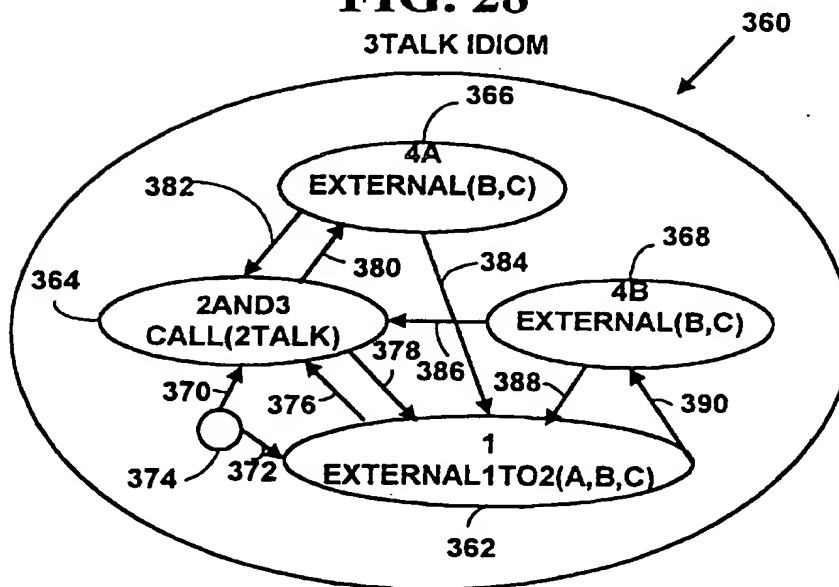 FIG. 28
3TALK IDIOM
360
366
4A
EXTERNAL(B,C)
382
380
384
368
4B
EXTERNAL(B,C)
364
2AND3
CALL(2TALK)
386
378
370
376
388
390
374
372
1
EXTERNAL1TO2(A,B,C)
362